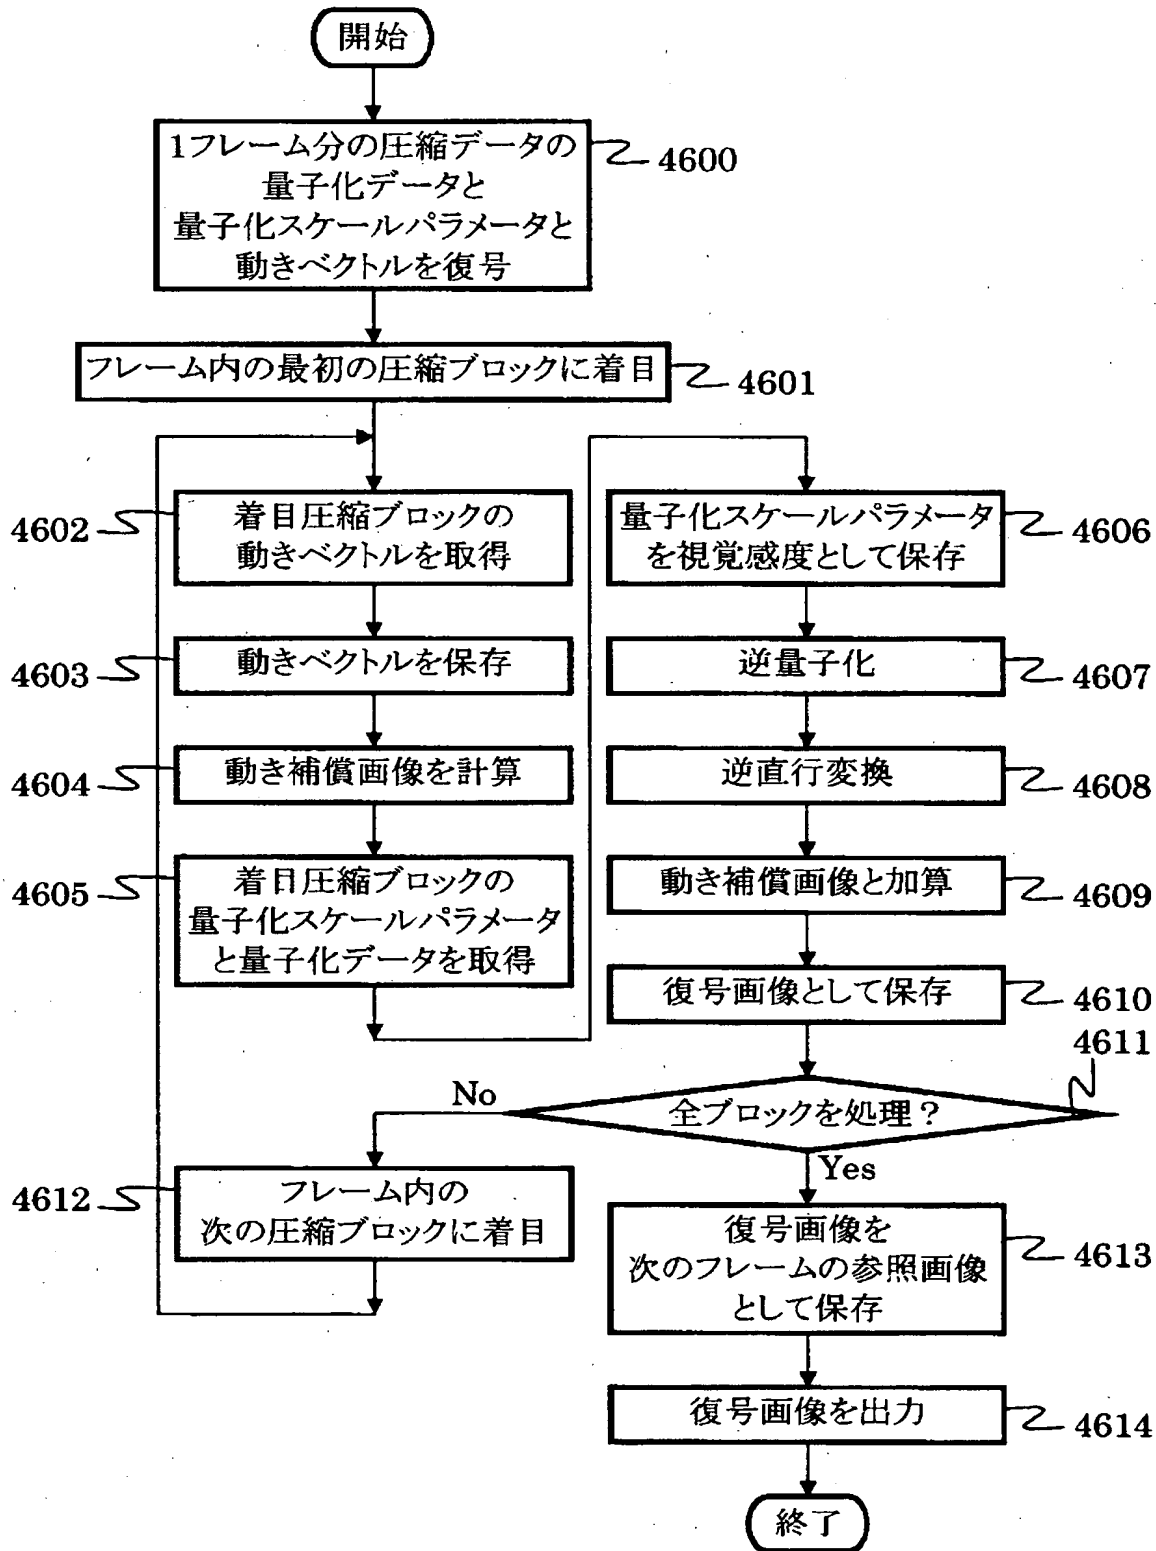 開始
1フレーム分の圧縮データの
量子化データと
量子化スケールパラメータと
動きベクトルを復号
4600
フレーム内の最初の圧縮ブロックに着目
4601
着目圧縮ブロックの
動きベクトルを取得
4602
動きベクトルを保存
4603
動き補償画像を計算
4604
着目圧縮ブロックの
量子化スケールパラメータ
と量子化データを取得
4605
量子化スケールパラメータ
を視覚感度として保存
4606
逆量子化
4607
逆直行変換
4608
動き補償画像と加算
4609
復号画像として保存
4610
4611
全ブロックを処理?
No
Yes
フレーム内の
次の圧縮ブロックに着目
4612
復号画像を
次のフレームの参照画像
として保存
4613
復号画像を出力
4614
終了